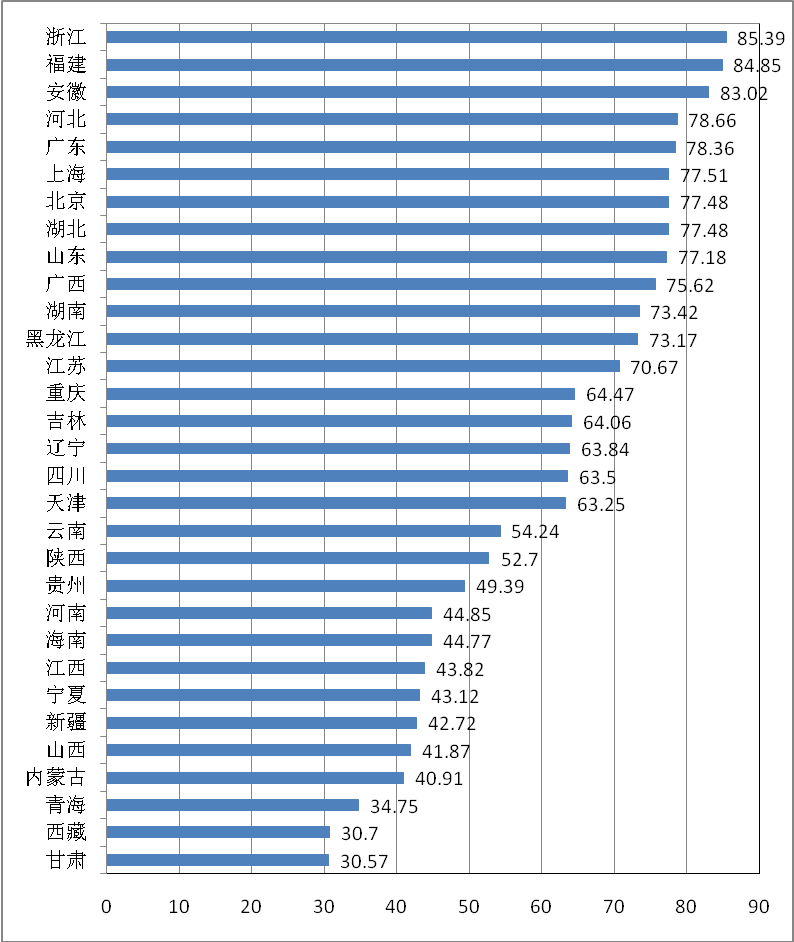 浙江 85.39
福建 84.85
安徽 83.02
河北 78.66
广东 78.36
上海 77.51
北京 77.48
湖北 77.48
山东 77.18
广西 75.62
湖南 73.42
黑龙江 73.17
江苏 70.67
重庆 64.47
吉林 64.06
辽宁 63.84
四川 63.5
天津 63.25
云南 54.24
陕西 52.7
贵州 49.39
河南 44.85
海南 44.77
江西 43.82
宁夏 43.12
新疆 42.72
山西 41.87
内蒙古 40.91
青海 34.75
西藏 30.7
甘肃 30.57
0 10 20 30 40 50 60 70 80 90